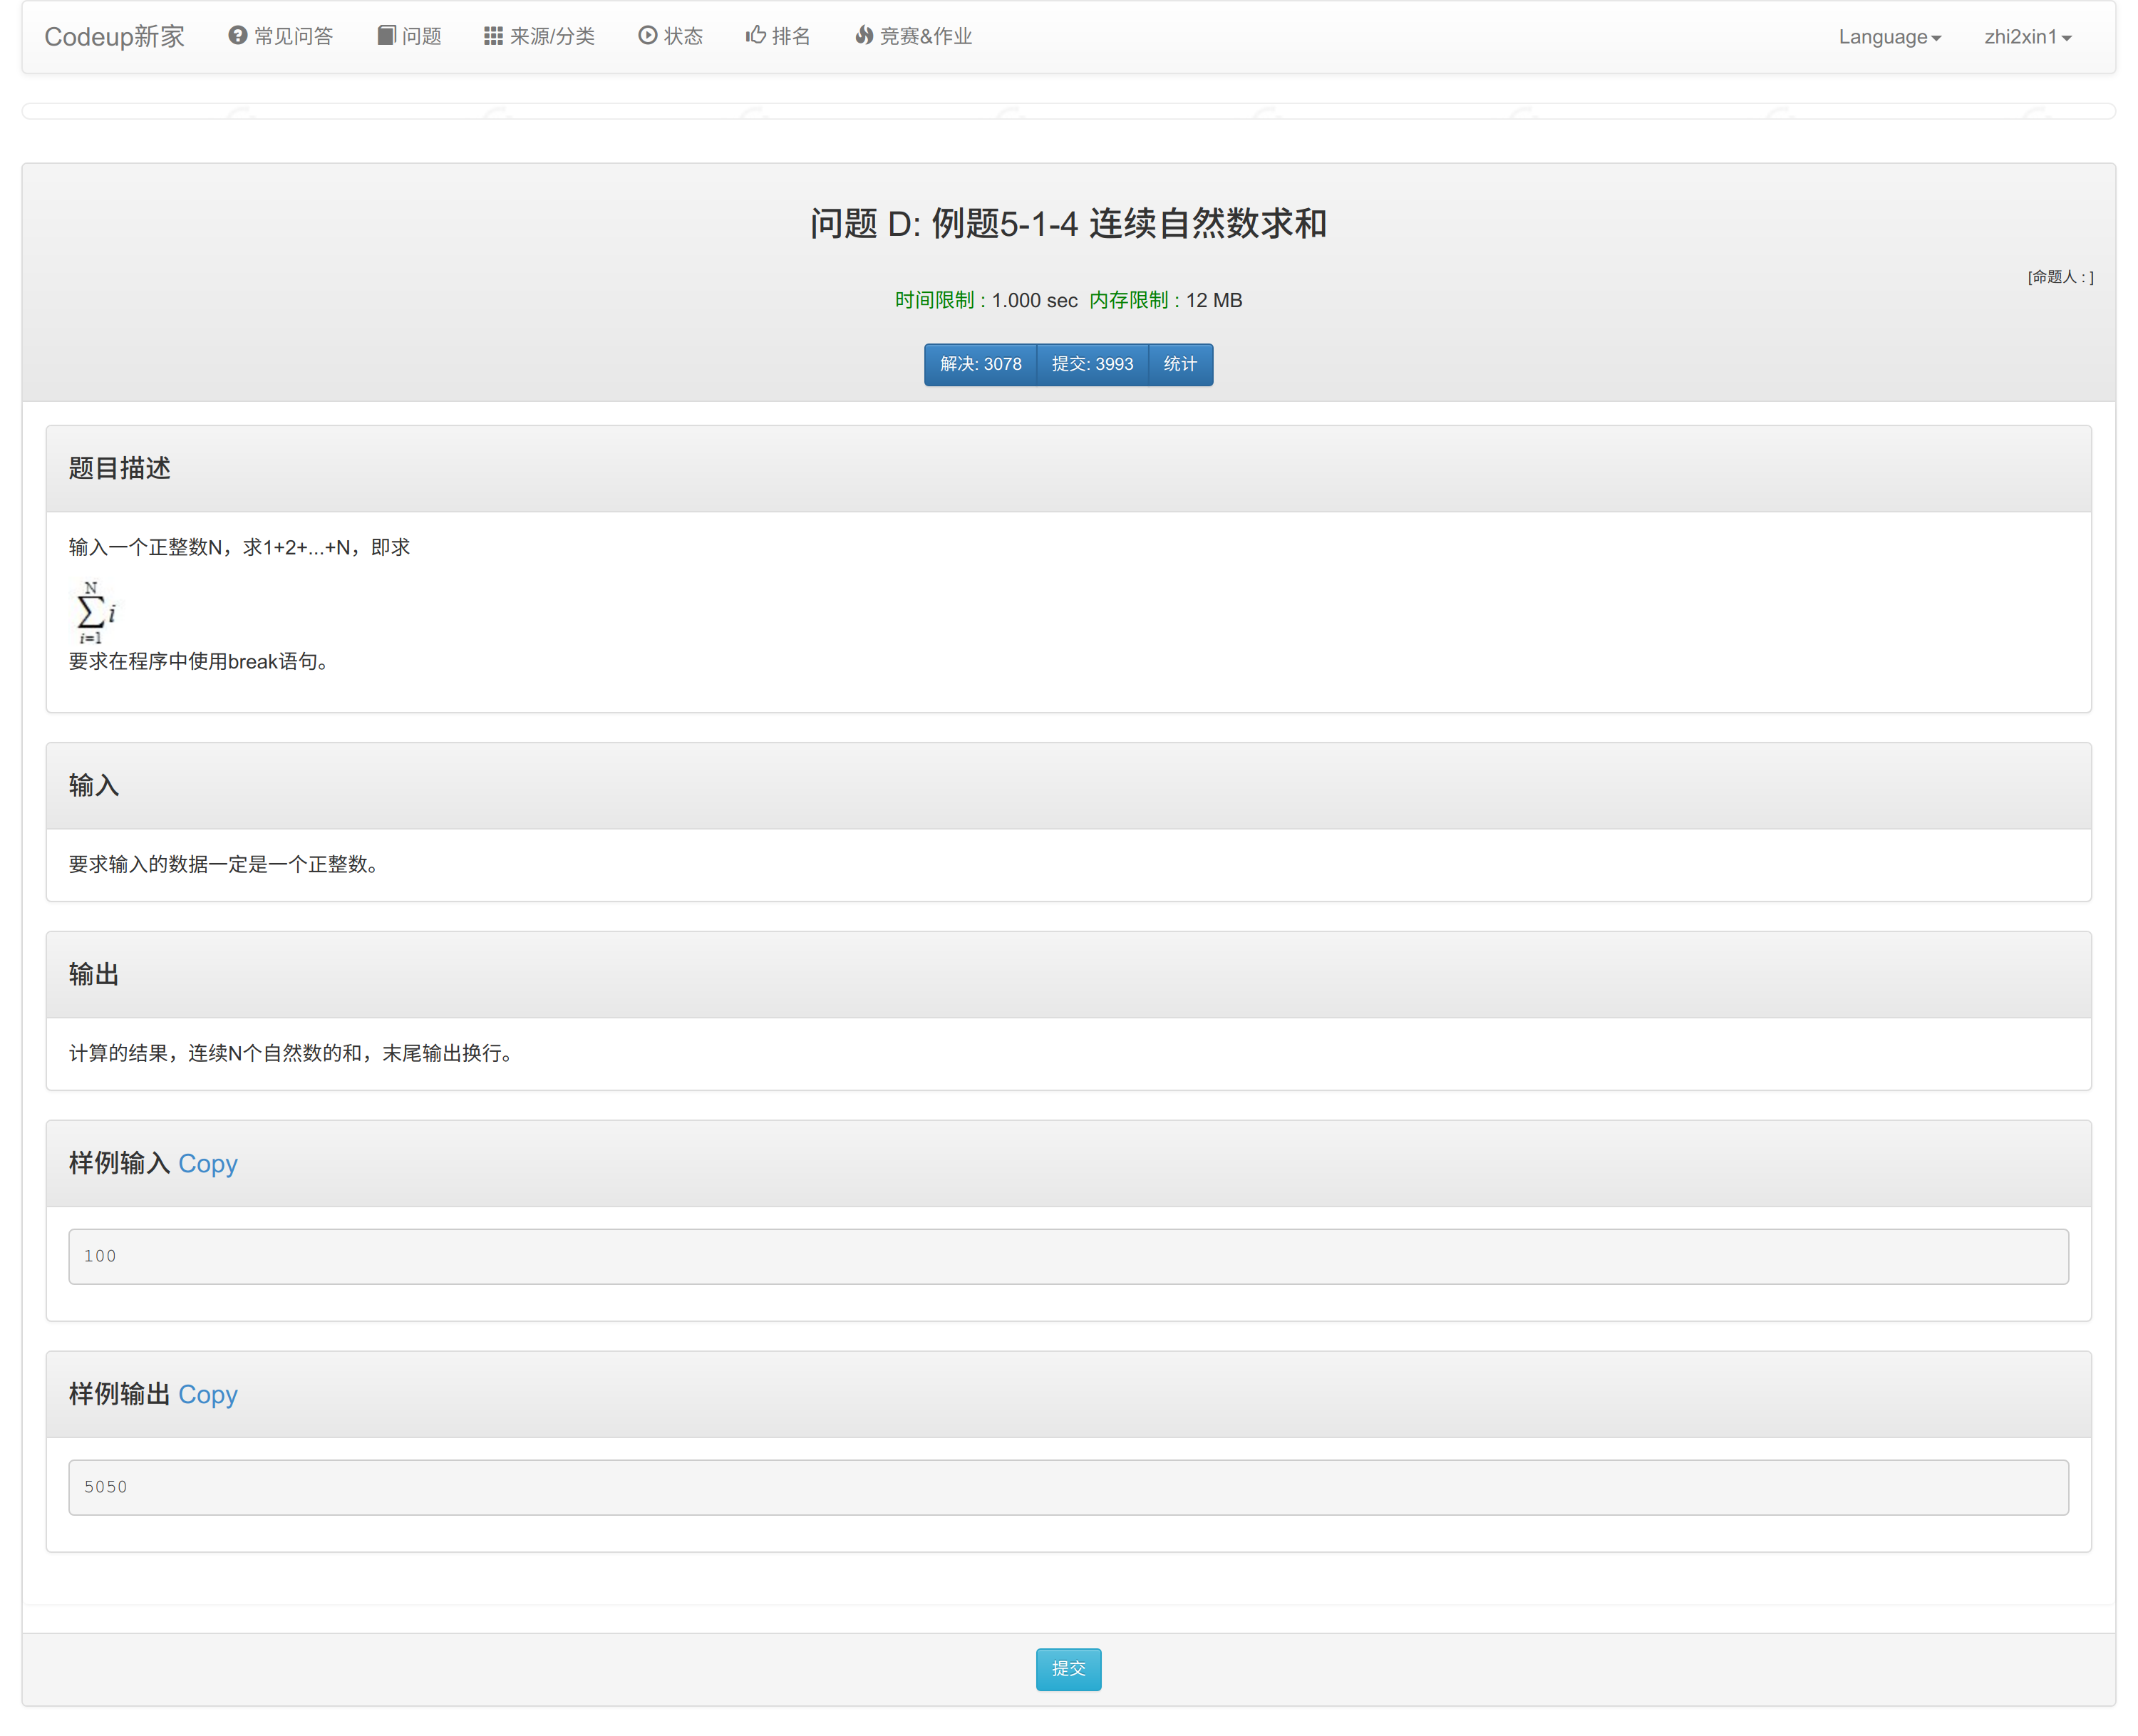 Codeup新家 常见问答 问题 来源/分类 状态 排名 竞赛&作业 Language zhi2xin1
问题 D: 例题5-1-4 连续自然数求和
[命题人 : ]
时间限制 : 1.000 sec 内存限制 : 12 MB
解决: 3078 提交: 3993 统计
题目描述
输入一个正整数N，求1+2+...+N，即求
N
∑i
i=1
要求在程序中使用break语句。
输入
要求输入的数据一定是一个正整数。
输出
计算的结果，连续N个自然数的和，末尾输出换行。
样例输入 Copy
100
样例输出 Copy
5050
提交